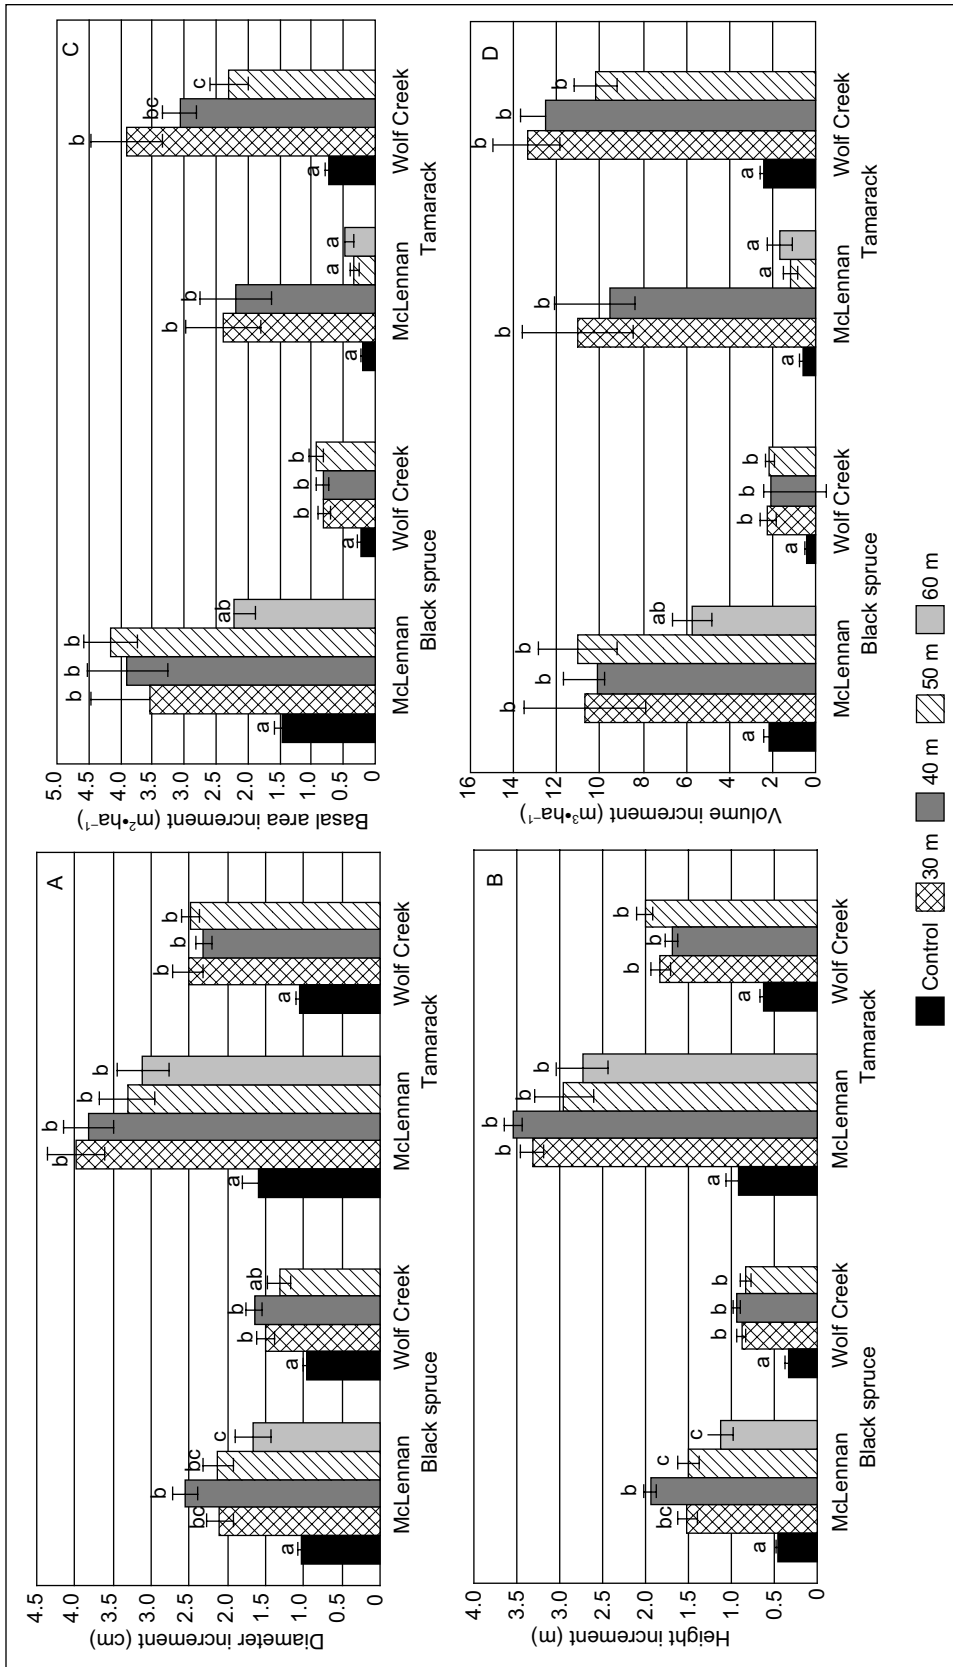 A
4.5
4.0
3.5
3.0
2.5
2.0
1.5
1.0
0.5
0
Diameter increment (cm)
a
bc
b
bc
c
a
b
b
ab
a
b
b
b
b
a
b
b
b
McLennan
Wolf Creek
McLennan
Wolf Creek
Black spruce
Tamarack
C
5.0
4.5
4.0
3.5
3.0
2.5
2.0
1.5
1.0
0.5
0
Basal area increment (m²•ha⁻¹)
a
b
b
b
ab
a
b
b
b
a
b
b
a
a
a
b
bc
c
McLennan
Wolf Creek
McLennan
Wolf Creek
Black spruce
Tamarack
B
4.0
3.5
3.0
2.5
2.0
1.5
1.0
0.5
0
Height increment (m)
a
bc
b
c
c
a
b
b
b
a
b
b
b
b
a
b
b
b
McLennan
Wolf Creek
McLennan
Wolf Creek
Black spruce
Tamarack
D
16
14
12
10
8
6
4
2
0
Volume increment (m³•ha⁻¹)
a
b
b
b
ab
a
b
b
b
a
b
b
a
a
a
b
b
b
McLennan
Wolf Creek
McLennan
Wolf Creek
Black spruce
Tamarack
Control 30 m 40 m 50 m 60 m